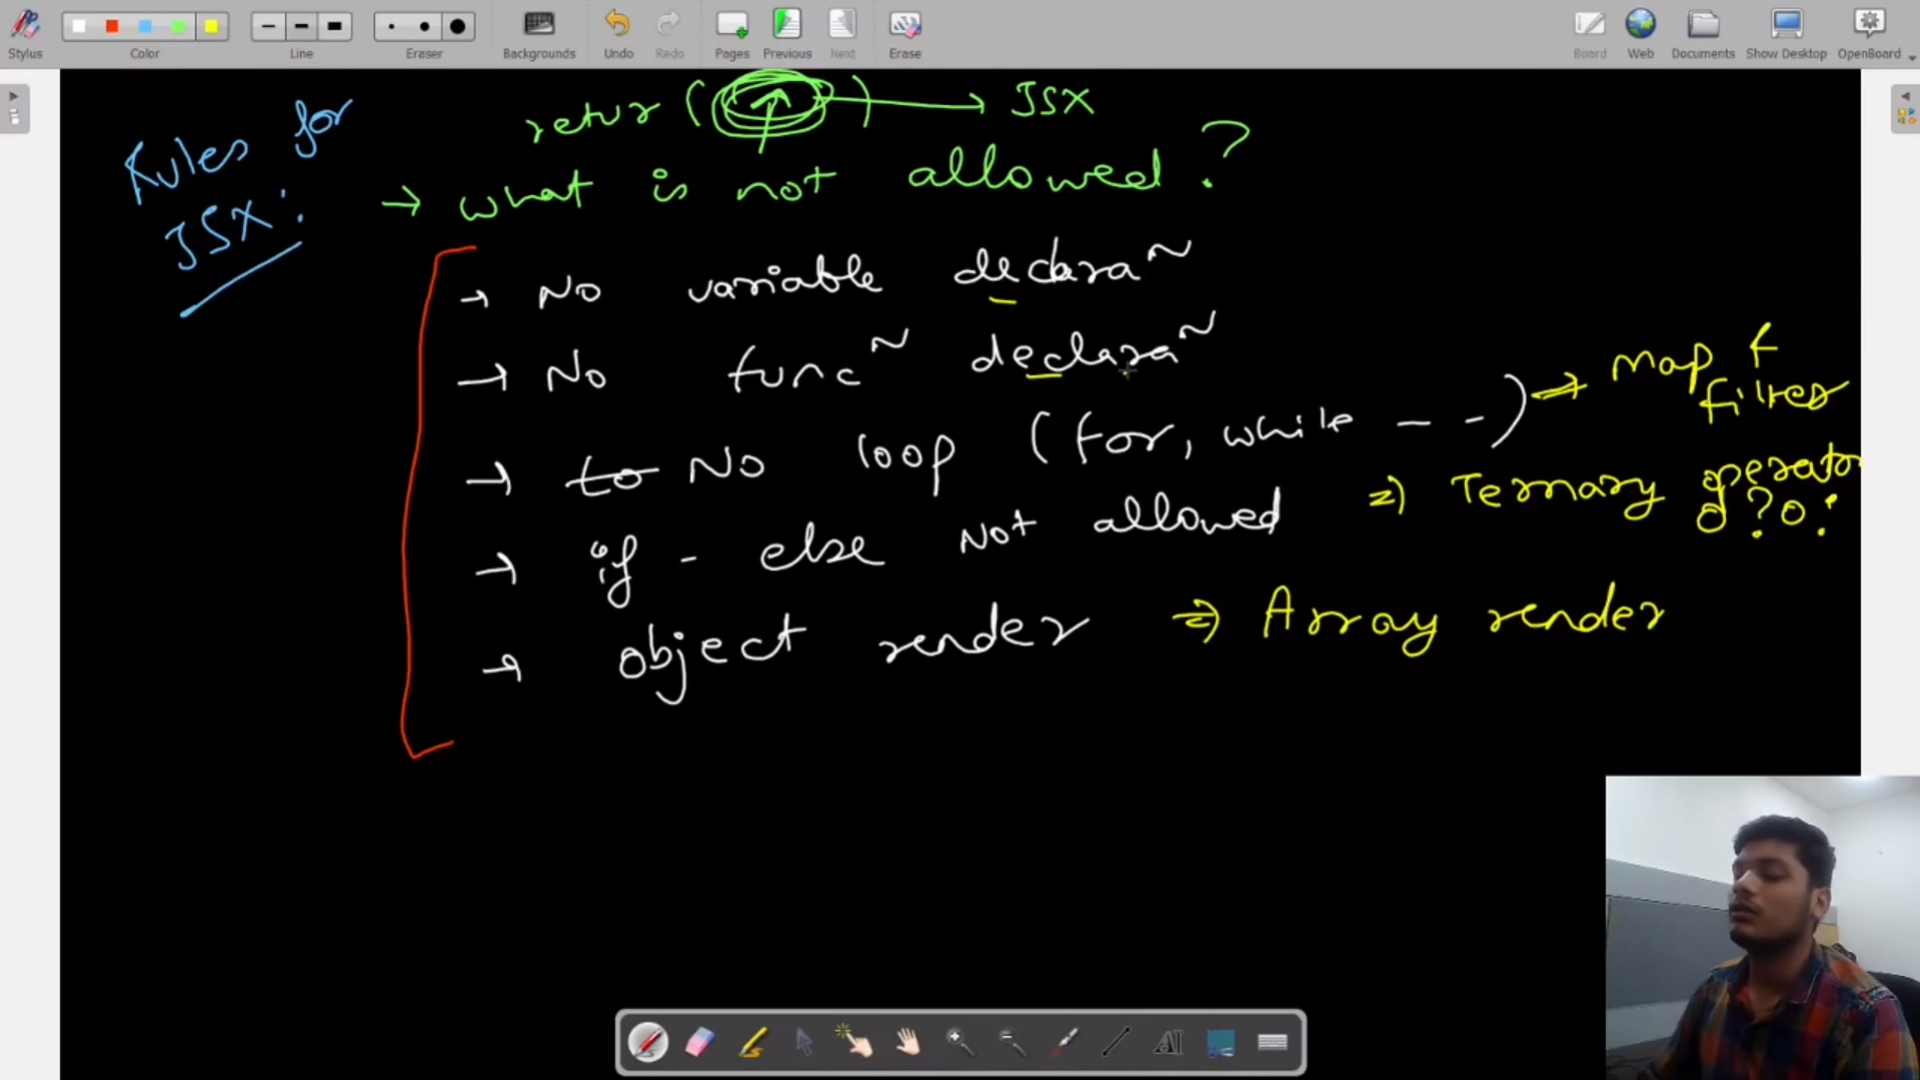 Stylus
Color
Line
Eraser
Backgrounds
Undo
Redo
Pages
Previous
Next
Erase
Board
Web
Documents
Show Desktop
OpenBoard
Rules for
JSX:
retur ( ) → JSX
→ what is not allowed ?
→ No variable declara~
→ No func~ declara~
→ to No loop (for, while - -) ⇒ Map &
filter
→ if - else Not allowed ⇒ Ternary operator
? :
→ object render ⇒ Array render
AI